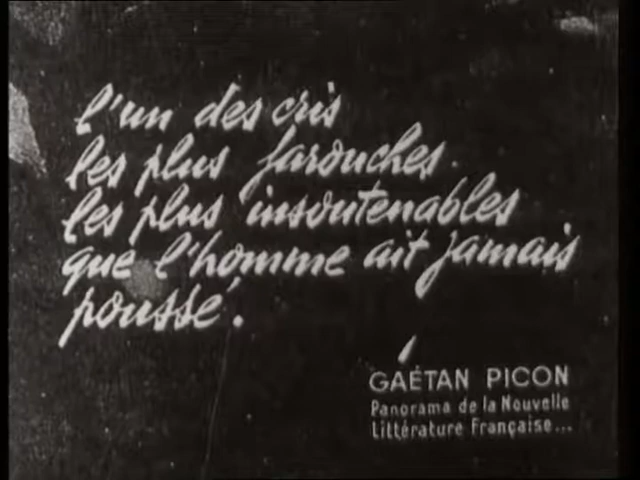 l'un des cris
les plus farouches
les plus insoutenables
que l'homme ait jamais
poussé.
GAËTAN PICON
Panorama de la Nouvelle
Littérature Française...